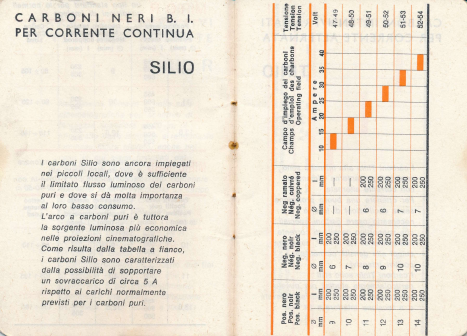 CARBONI NERI B. I.
PER CORRENTE CONTINUA
SILIO
I carboni Silio sono ancora impiegati
nei piccoli locali, dove è sufficiente
il limitato flusso luminoso dei carboni
puri e dove si dà molta importanza
al loro basso consumo.
L'arco a carboni puri è tuttora
la sorgente luminosa più economica
nelle proiezioni cinematografiche.
Come risulta dalla tabella a fianco,
i carboni Silio sono caratterizzati
dalla possibilità di sopportare
un sovraccarico di circa 5 A
rispetto ai carichi normalmente
previsti per i carboni puri.
Pos. nero Neg. nero Neg. ramato Campo d'impiego dei carboni Tensione
Pos. noir Nég. noir Nég. cuivré Champs d'emploi des charbons Tension
Pos. black Neg. black Neg. coppered Operating field Tension
Ø l Ø l Ø l Ampere Volt
mm mm mm mm mm mm 10 15 20 25 30 35 40
9 200 250 6 200 250 — — 47-49
10 200 250 7 200 250 — — 48-50
11 200 250 8 200 250 6 200 250 49-51
12 200 250 9 200 250 6 200 250 50-52
13 200 250 10 200 250 7 200 250 51-53
14 200 250 10 200 250 7 200 250 52-54